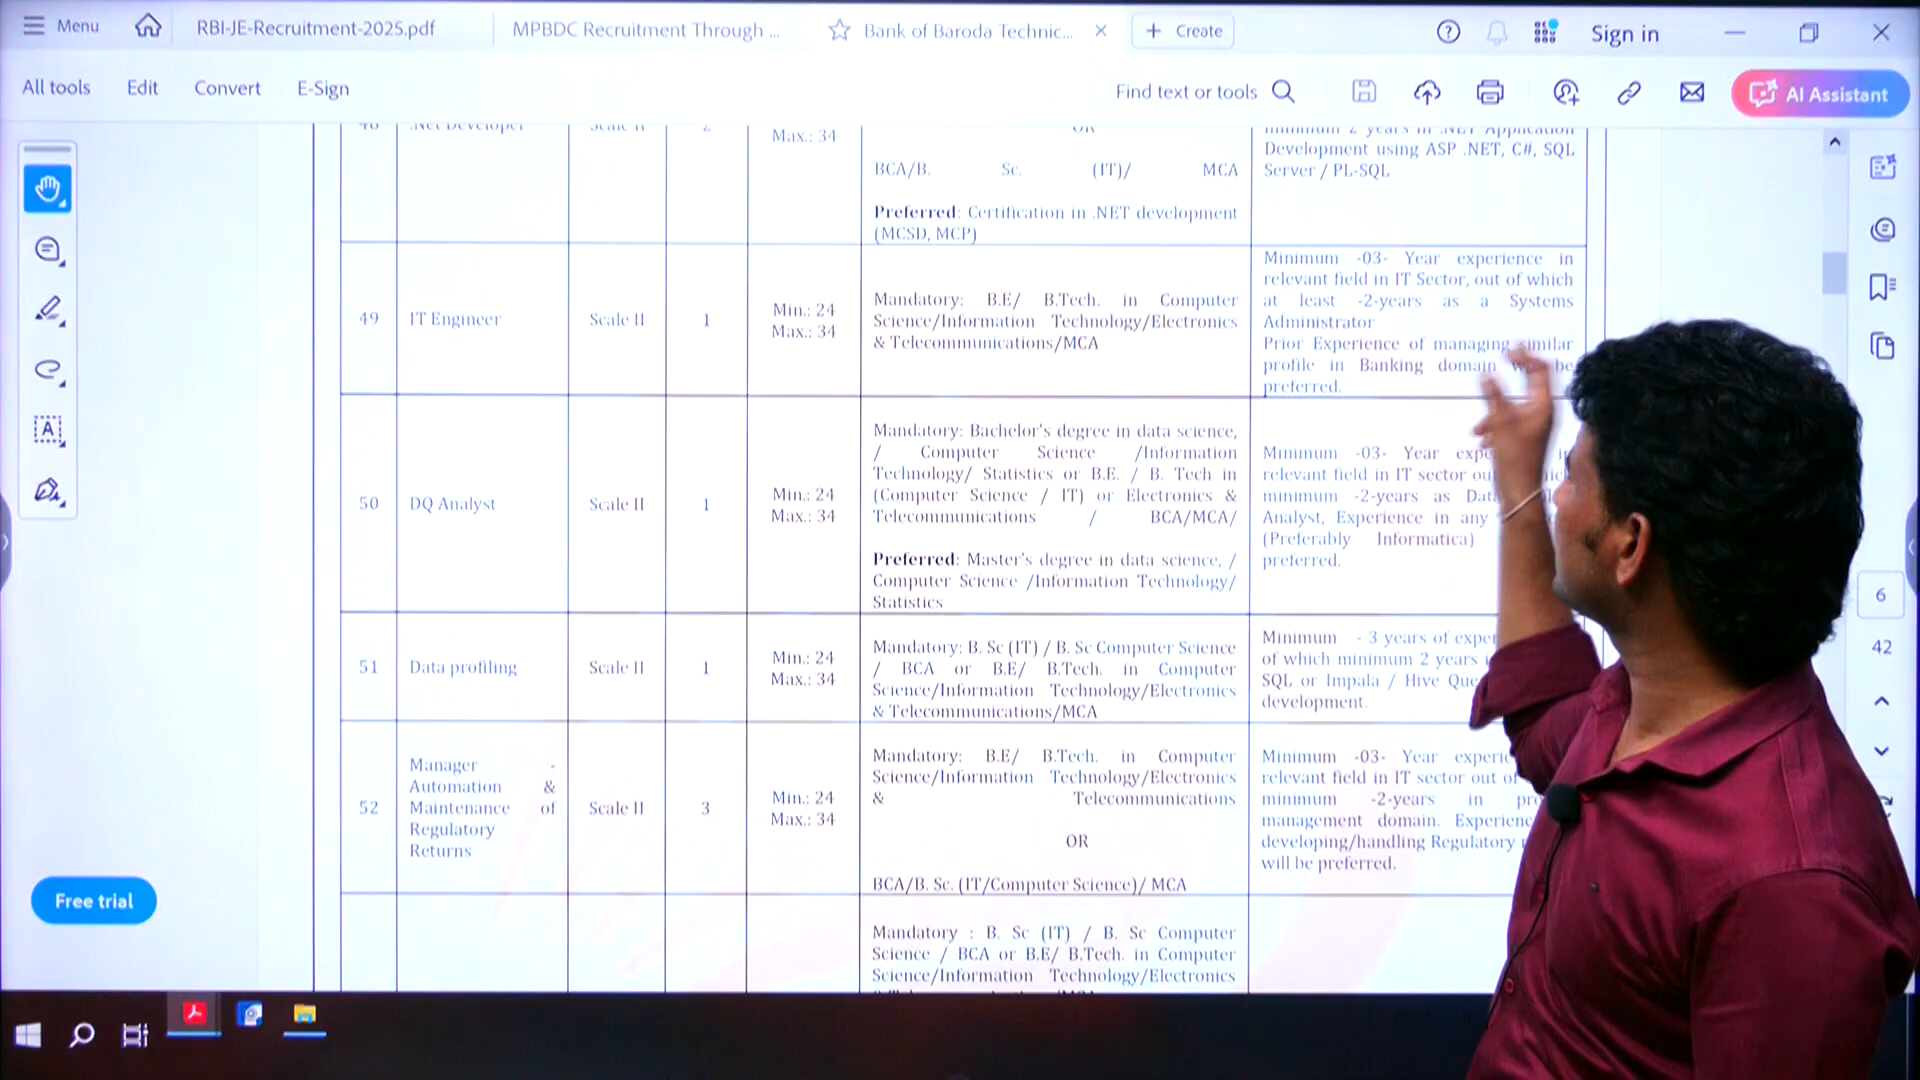 Menu
RBI-JE-Recruitment-2025.pdf
MPBDC Recruitment Through ...
Bank of Baroda Technic...
Create
Sign in
All tools
Edit
Convert
E-Sign
Find text or tools
AI Assistant
.Net Developer
Scale II
2
Max.: 34
OR
BCA/B. Sc. (IT)/ MCA
Preferred: Certification in .NET development
(MCSD, MCP)
minimum 2 years in .NET Application
Development using ASP .NET, C#, SQL
Server / PL-SQL
49
IT Engineer
Scale II
1
Min.: 24
Max.: 34
Mandatory: B.E/ B.Tech. in Computer
Science/Information Technology/Electronics
& Telecommunications/MCA
Minimum -03- Year experience in
relevant field in IT Sector, out of which
at least -2-years as a Systems
Administrator
Prior Experience of managing similar
profile in Banking domain be
preferred.
50
DQ Analyst
Scale II
1
Min.: 24
Max.: 34
Mandatory: Bachelor's degree in data science,
/ Computer Science /Information
Technology/ Statistics or B.E. / B. Tech in
(Computer Science / IT) or Electronics &
Telecommunications / BCA/MCA/
Preferred: Master's degree in data science, /
Computer Science /Information Technology/
Statistics
Minimum -03- Year
relevant field in IT sector
minimum -2-years as
Analyst, Experience in any
(Preferably Informatica)
preferred.
51
Data profiling
Scale II
1
Min.: 24
Max.: 34
Mandatory: B. Sc (IT) / B. Sc Computer Science
/ BCA or B.E/ B.Tech. in Computer
Science/Information Technology/Electronics
& Telecommunications/MCA
Minimum - 3 years of
of which minimum 2 years
SQL or Impala / Hive
development.
52
Manager -
Automation &
Maintenance of
Regulatory
Returns
Scale II
3
Min.: 24
Max.: 34
Mandatory: B.E/ B.Tech. in Computer
Science/Information Technology/Electronics
& Telecommunications
OR
BCA/B. Sc. (IT/Computer Science)/ MCA
Minimum -03- Year
relevant field in IT sector out of
minimum -2-years in
management domain.
developing/handling Regulatory
will be preferred.
Mandatory : B. Sc (IT) / B. Sc Computer
Science / BCA or B.E/ B.Tech. in Computer
Science/Information Technology/Electronics
6
42
Free trial